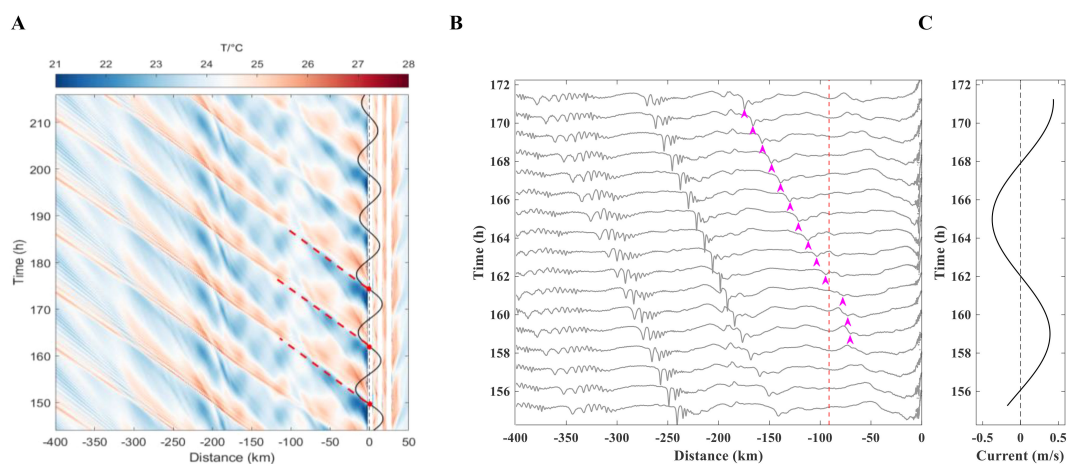 A
B
C
T/°C
21 22 23 24 25 26 27 28
210
200
190
180
170
160
150
Time (h)
-400 -350 -300 -250 -200 -150 -100 -50 0 50
Distance (km)
172
170
168
166
164
162
160
158
156
Time (h)
-400 -350 -300 -250 -200 -150 -100 -50 0
Distance (km)
172
170
168
166
164
162
160
158
156
Time (h)
-0.5 0 0.5
Current (m/s)